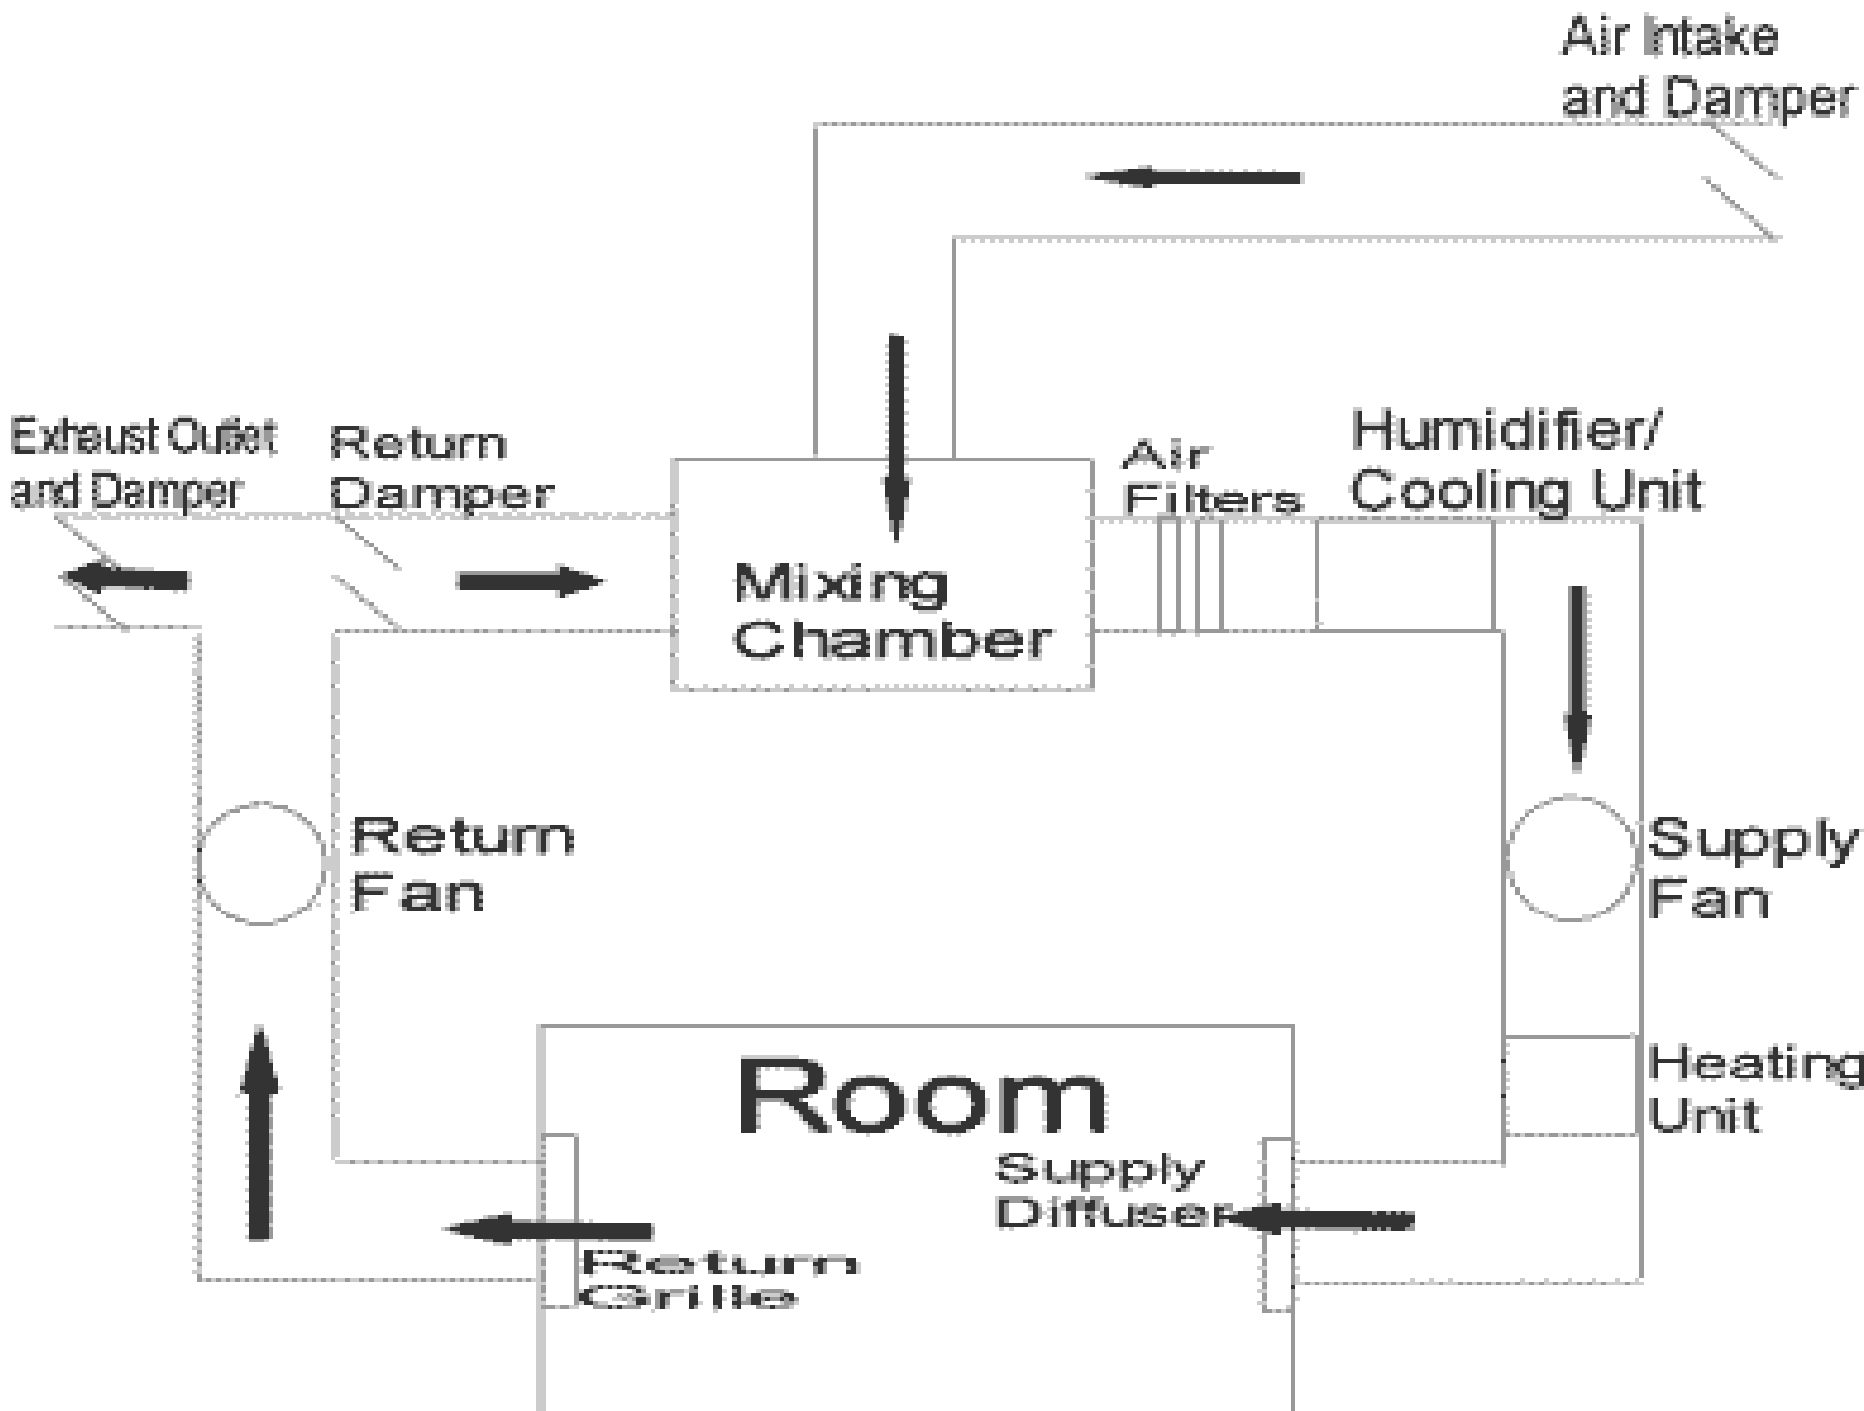 Air Intake
and Damper
Exhaust Outlet
and Damper
Return
Damper
Air
Filters
Humidifier/
Cooling Unit
Mixing
Chamber
Return
Fan
Supply
Fan
Room
Heating
Unit
Supply
Diffuser
Return
Grille